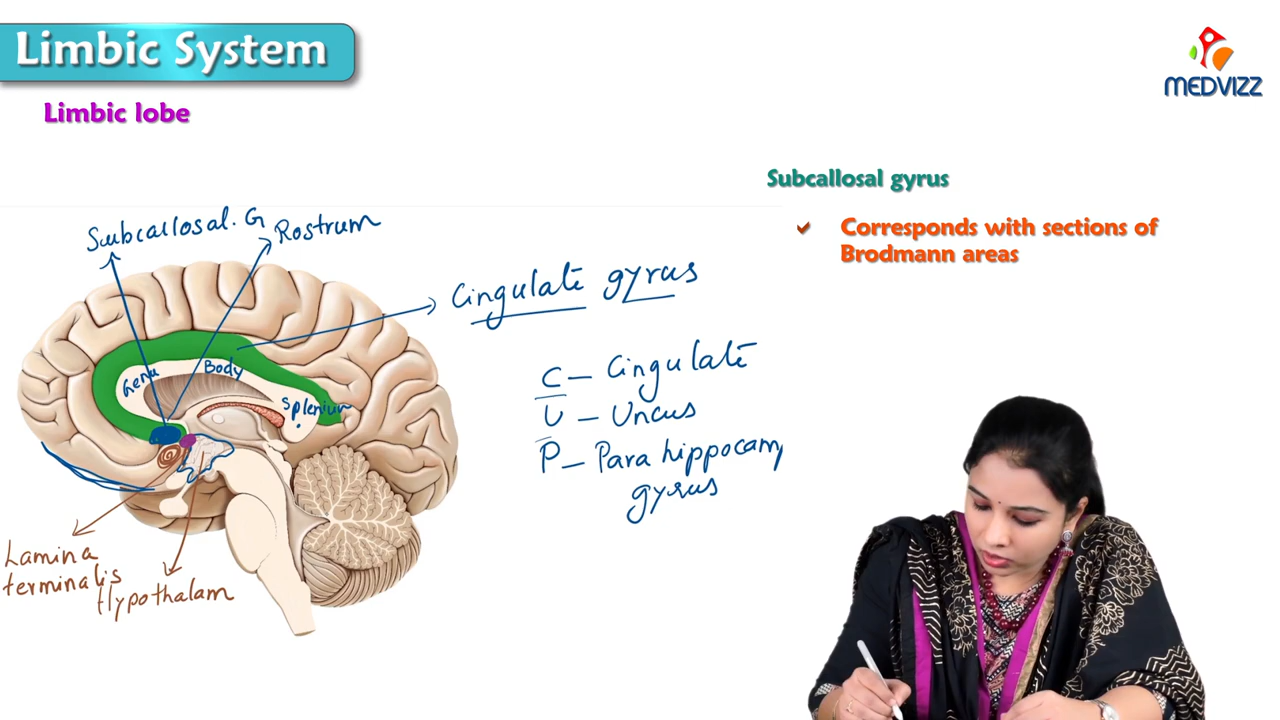 Limbic System
MEDVIZZ
Limbic lobe
Subcallosal gyrus
Corresponds with sections of
Brodmann areas
Subcallosal. G
Rostrum
Cingulate gyrus
Genu
Body
Splenium
C – Cingulate
U – Uncus
P – Para hippocamp
gyrus
Lamina
terminalis
Hypothalam